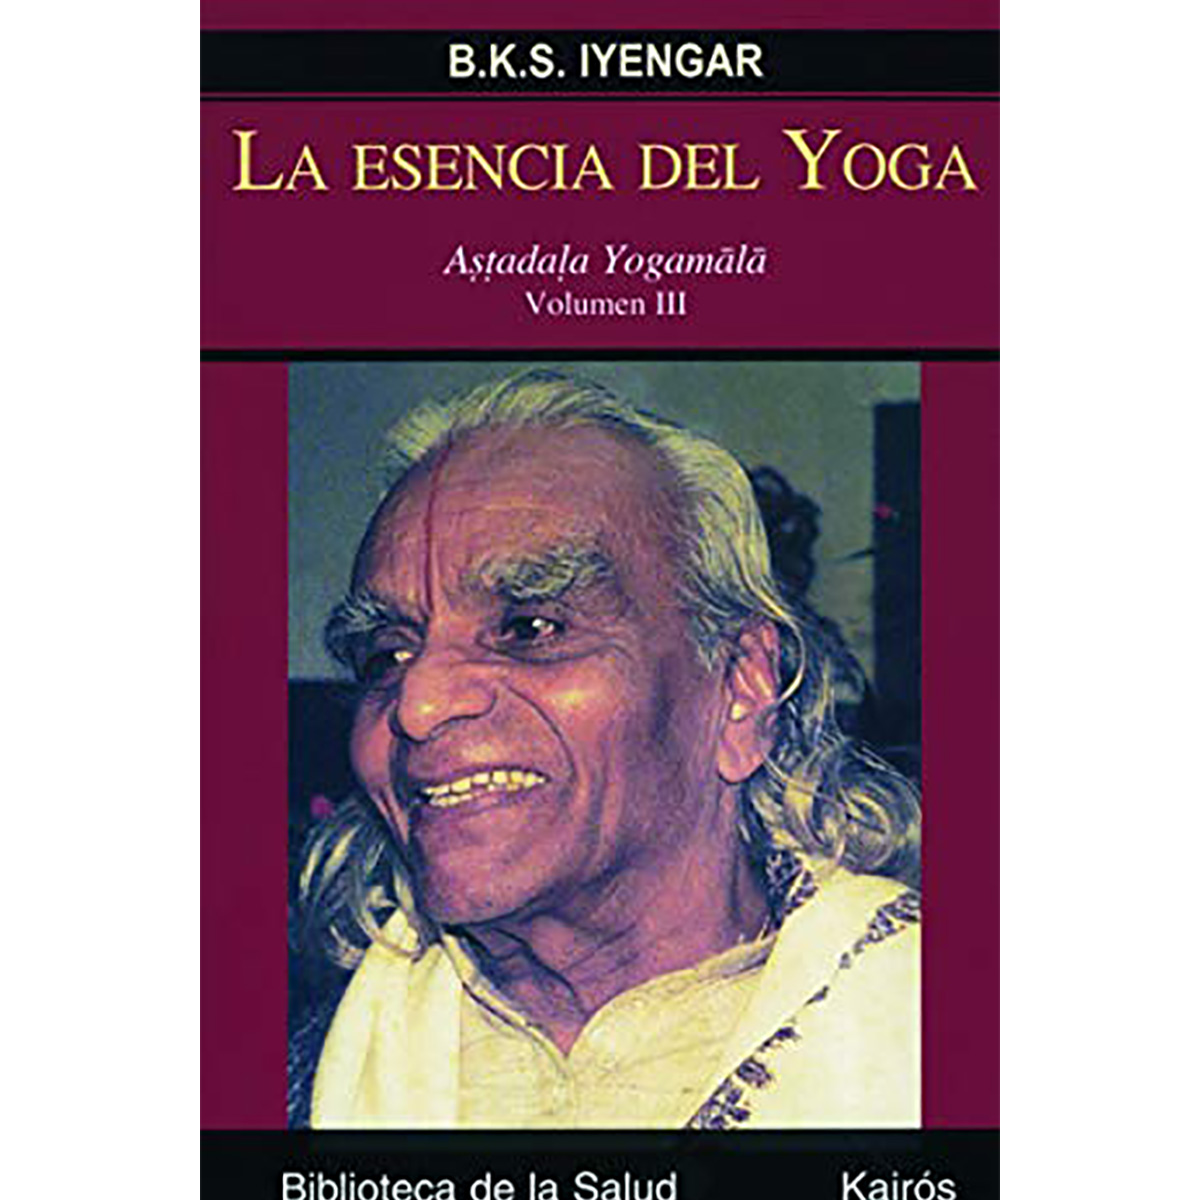 B.K.S. IYENGAR
LA ESENCIA DEL YOGA
Aṣṭadaḷa Yogamālā
Volumen III
Biblioteca de la Salud Kairós